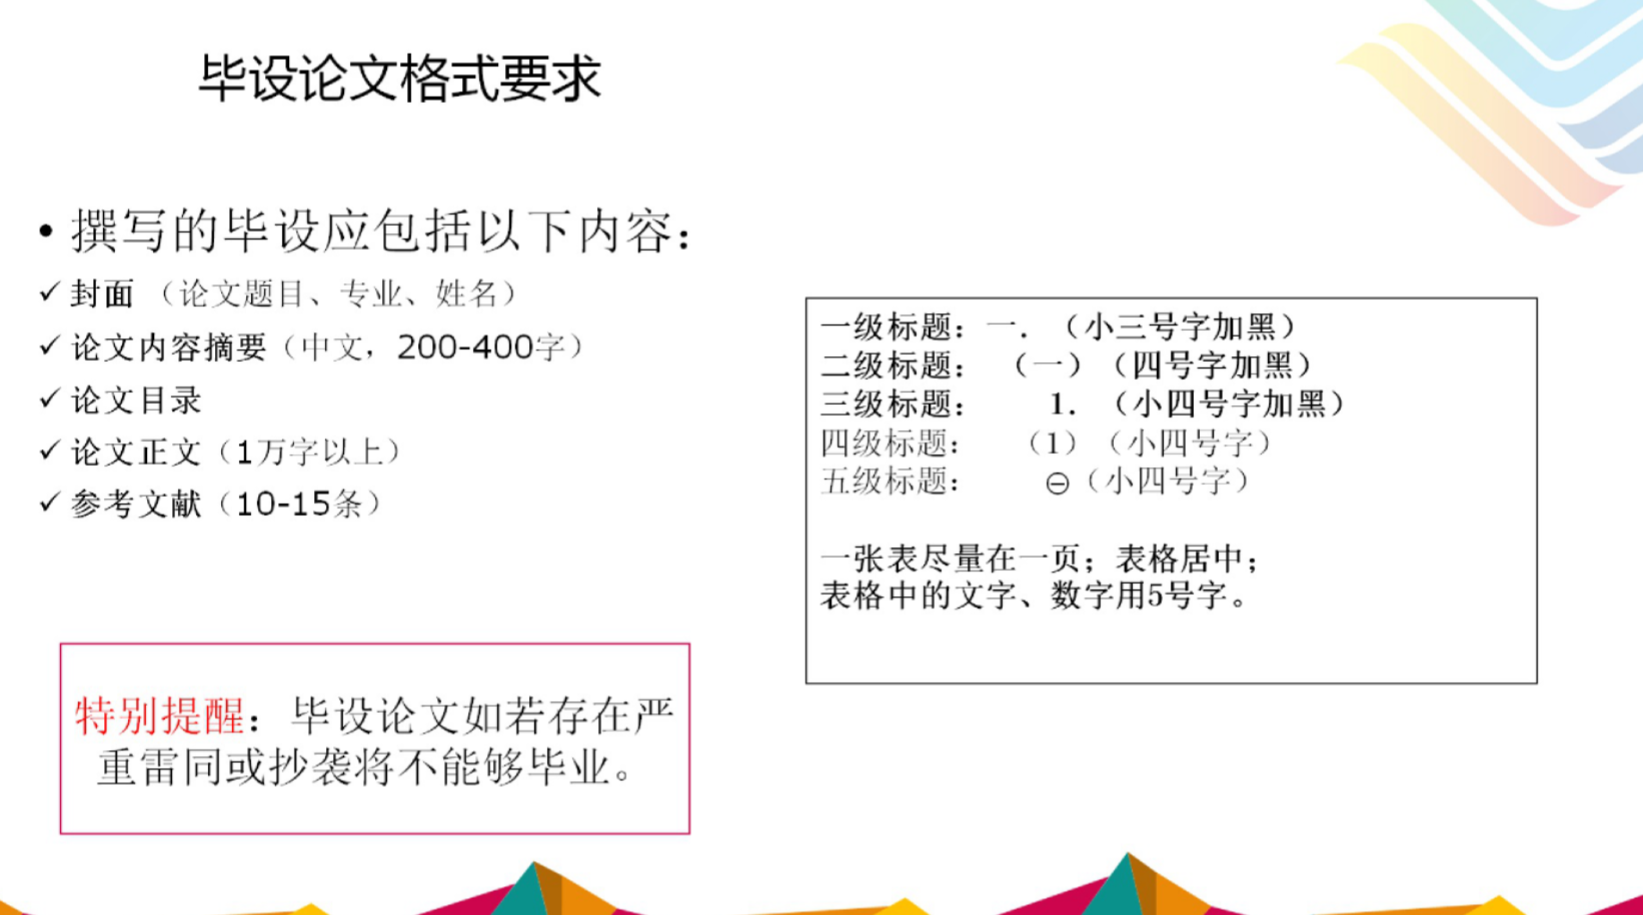 毕设论文格式要求
• 撰写的毕设应包括以下内容：
✓ 封面 （论文题目、专业、姓名）
✓ 论文内容摘要（中文，200-400字）
✓ 论文目录
✓ 论文正文（1万字以上）
✓ 参考文献（10-15条）
特别提醒：毕设论文如若存在严
重雷同或抄袭将不能够毕业。
一级标题：一．（小三号字加黑）
二级标题： （一）（四号字加黑）
三级标题： 1．（小四号字加黑）
四级标题： （1）（小四号字）
五级标题： ㊀（小四号字）
一张表尽量在一页；表格居中；
表格中的文字、数字用5号字。